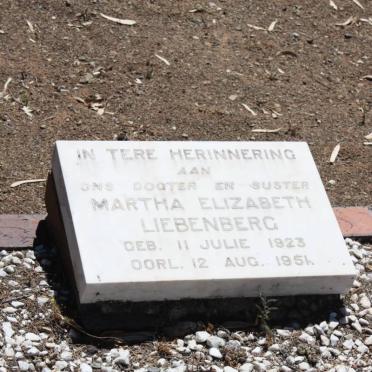 IN TERE HERINNERING
AAN
ONS DOGTER EN SUSTER
MARTHA ELIZABETH
LIEBENBERG
GEB. 11 JULIE 1923
OORL. 12 AUG. 1951.